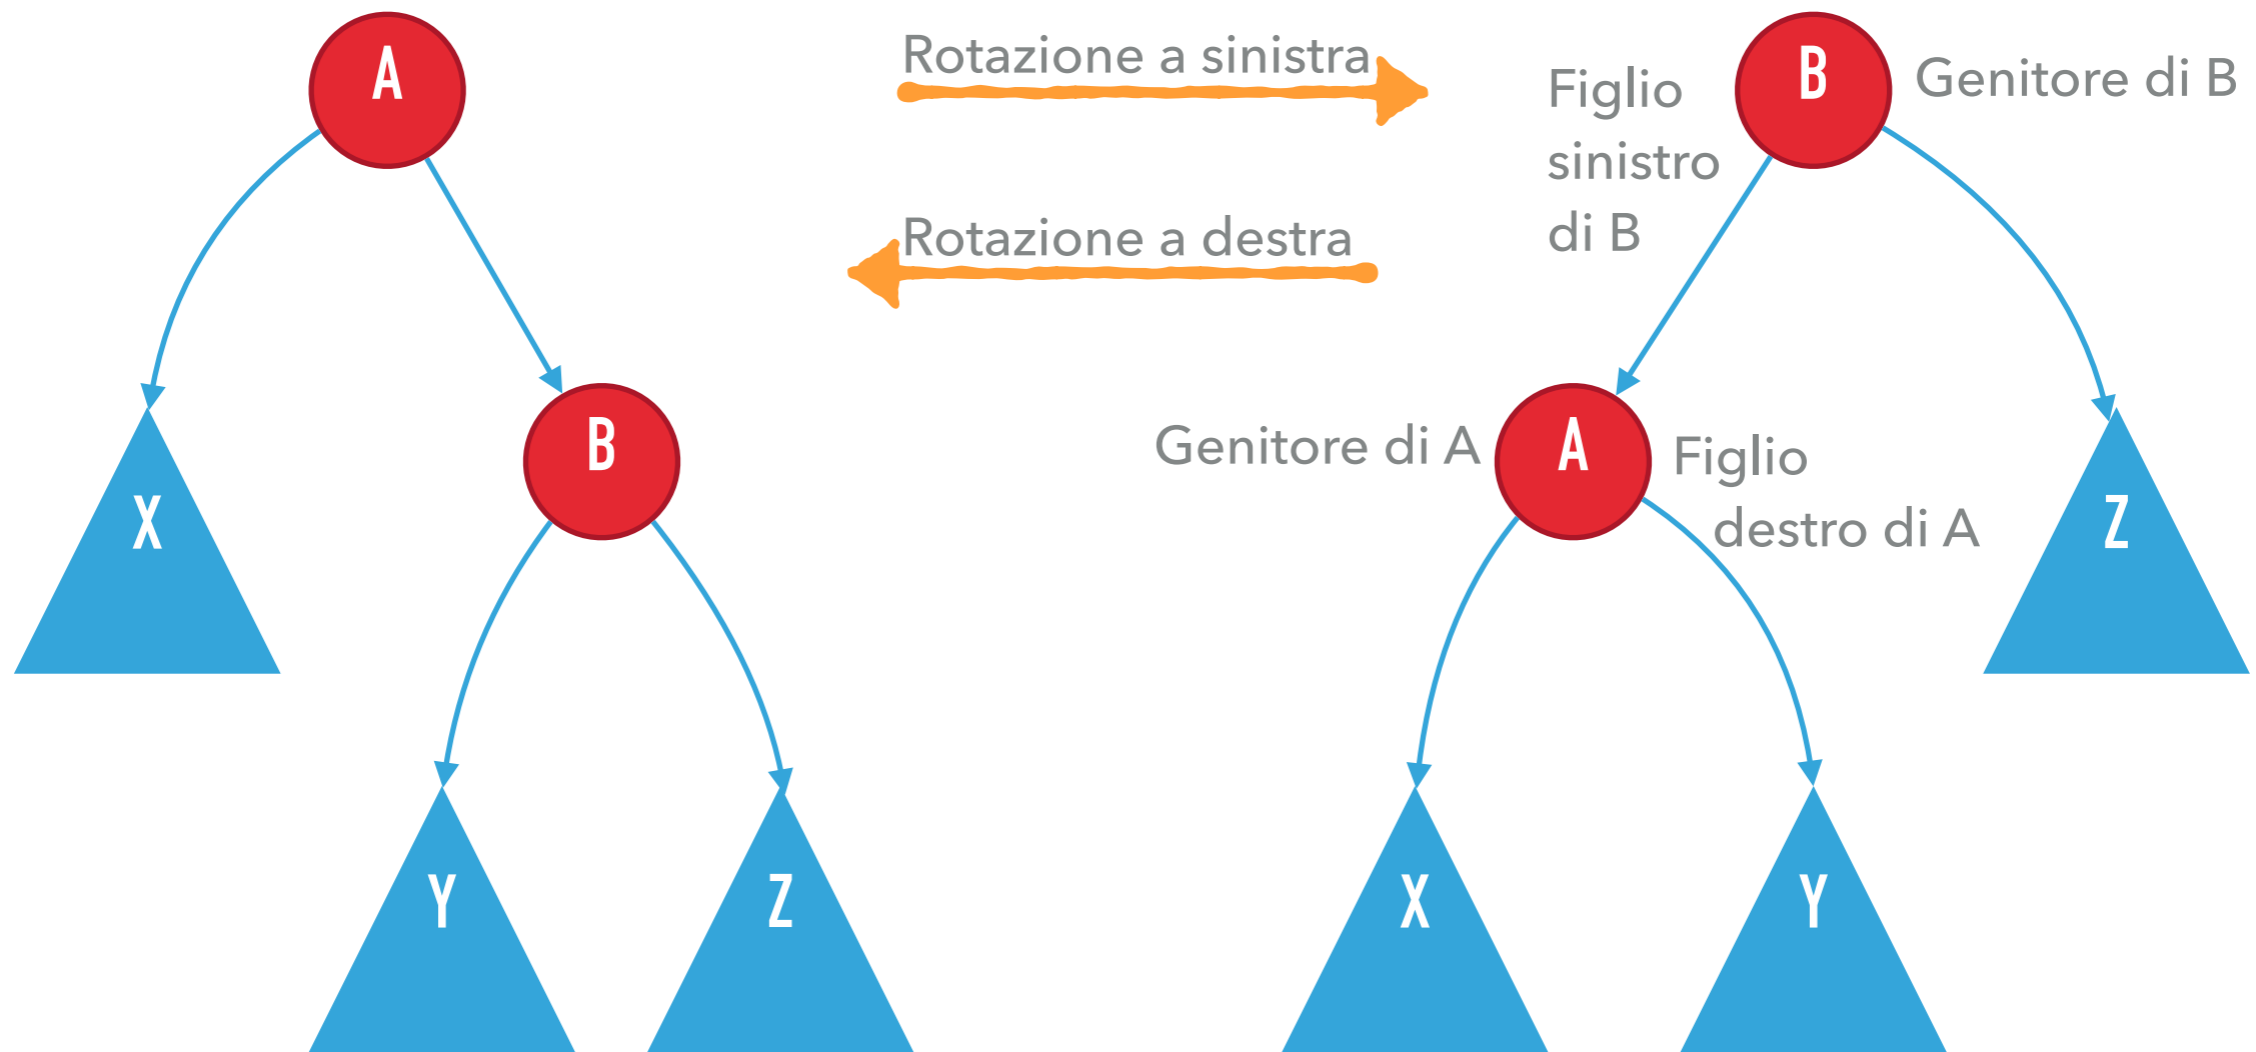 A
Rotazione a sinistra
Rotazione a destra
B
Genitore di B
Figlio
sinistro
di B
X
B
Genitore di A
A
Figlio
destro di A
Z
Y
Z
X
Y